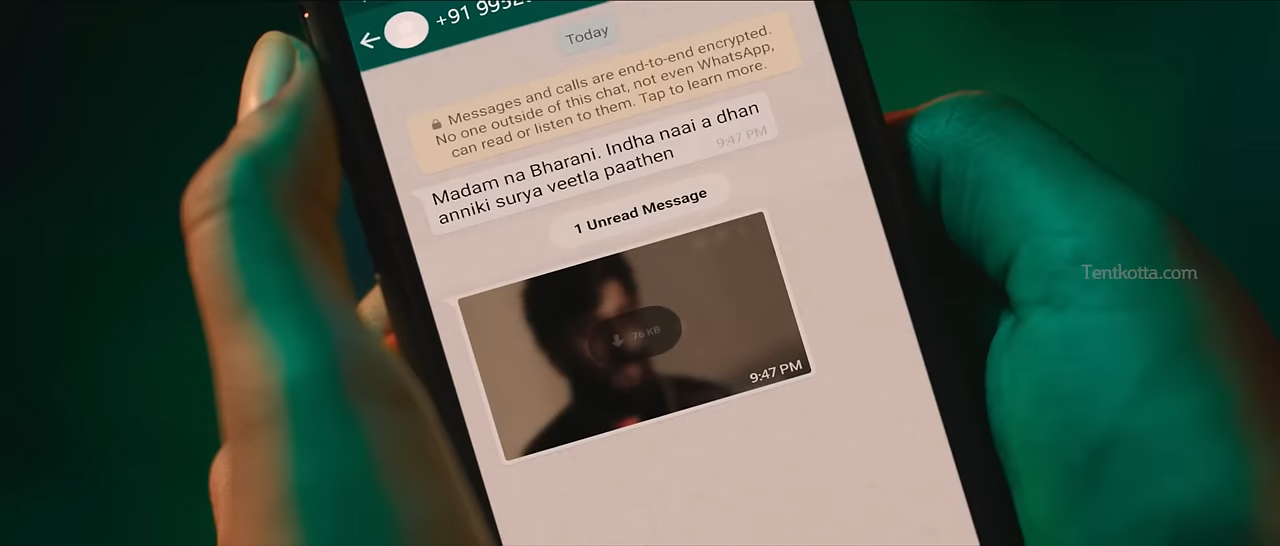 +91 9952
Today
Messages and calls are end-to-end encrypted.
No one outside of this chat, not even WhatsApp,
can read or listen to them. Tap to learn more.
Madam na Bharani. Indha naai a dhan
anniki surya veetla paathen
9:47 PM
1 Unread Message
76 KB
9:47 PM
Tentkotta.com